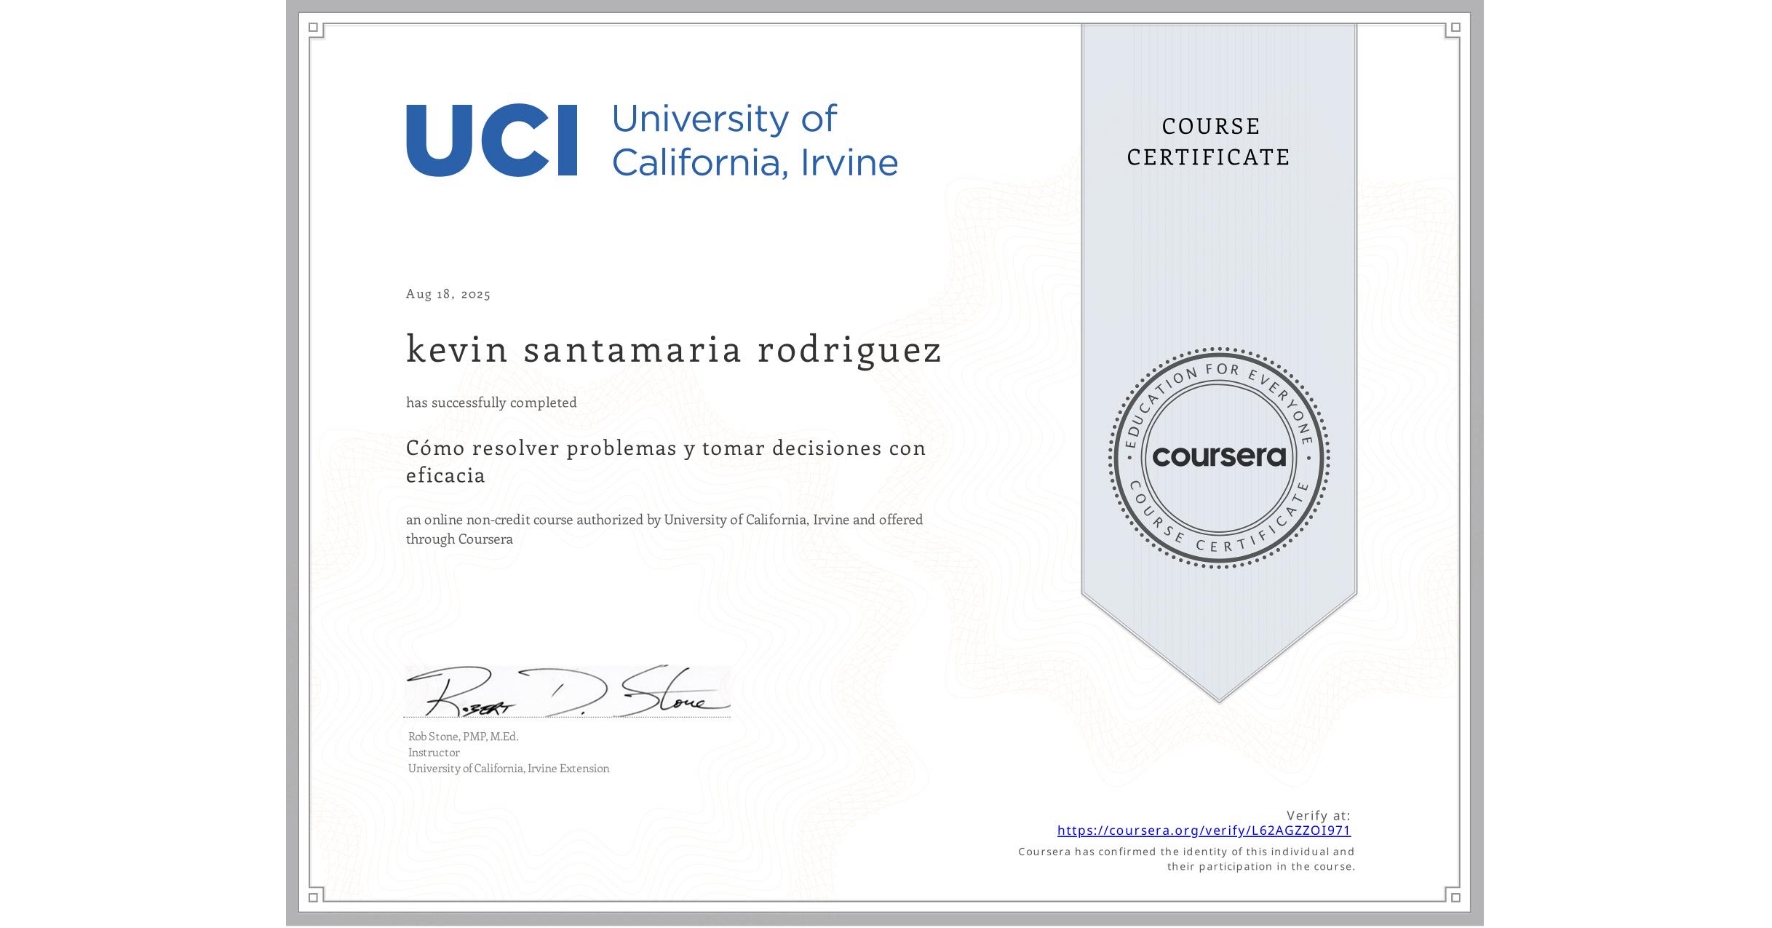 UCI University of
California, Irvine
COURSE
CERTIFICATE
Aug 18, 2025
kevin santamaria rodriguez
has successfully completed
Cómo resolver problemas y tomar decisiones con
eficacia
an online non-credit course authorized by University of California, Irvine and offered
through Coursera
EDUCATION FOR EVERYONE
coursera
COURSE CERTIFICATE
Robert D. Stone
Rob Stone, PMP, M.Ed.
Instructor
University of California, Irvine Extension
Verify at:
https://coursera.org/verify/L62AGZZOI971
Coursera has confirmed the identity of this individual and
their participation in the course.